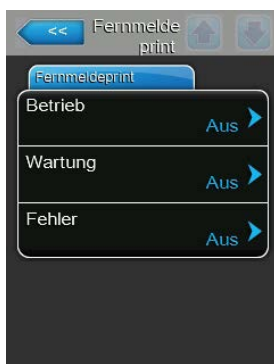 <<
Fernmelde
print
Fernmeldeprint
Betrieb
Aus
Wartung
Aus
Fehler
Aus